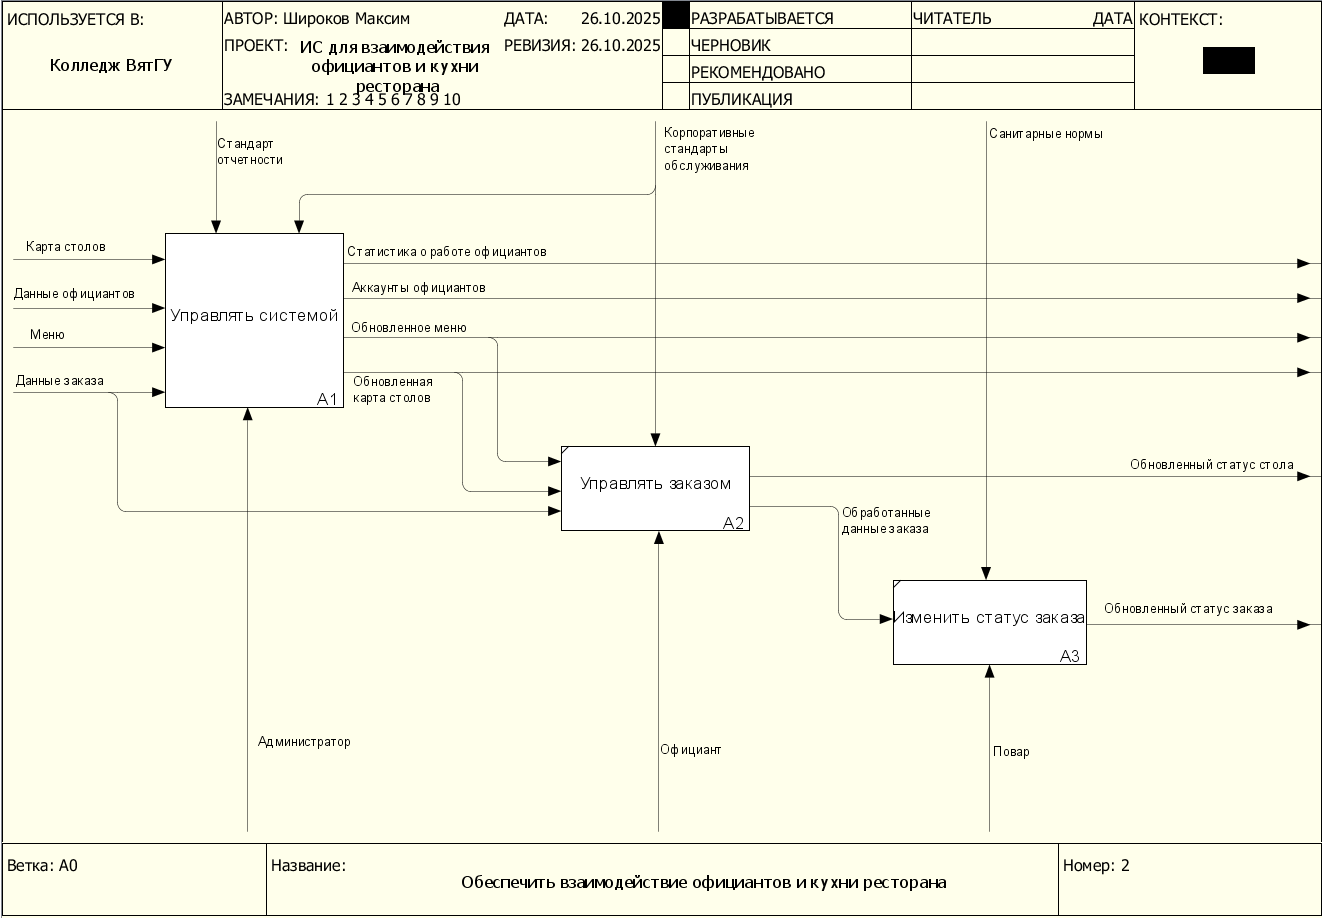 ИСПОЛЬЗУЕТСЯ В:
Колледж ВятГУ
АВТОР: Широков Максим
ДАТА: 26.10.2025
ПРОЕКТ: ИС для взаимодействия
официантов и кухни
ресторана
РЕВИЗИЯ: 26.10.2025
ЗАМЕЧАНИЯ: 1 2 3 4 5 6 7 8 9 10
РАЗРАБАТЫВАЕТСЯ
ЧЕРНОВИК
РЕКОМЕНДОВАНО
ПУБЛИКАЦИЯ
ЧИТАТЕЛЬ
ДАТА
КОНТЕКСТ:
Стандарт
отчетности
Корпоративные
стандарты
обслуживания
Санитарные нормы
Карта столов
Данные официантов
Меню
Данные заказа
Управлять системой
A1
Статистика о работе официантов
Аккаунты официантов
Обновленное меню
Обновленная
карта столов
Управлять заказом
A2
Обновленный статус стола
Обработанные
данные заказа
Изменить статус заказа
A3
Обновленный статус заказа
Администратор
Официант
Повар
Ветка: A0
Название:
Обеспечить взаимодействие официантов и кухни ресторана
Номер: 2